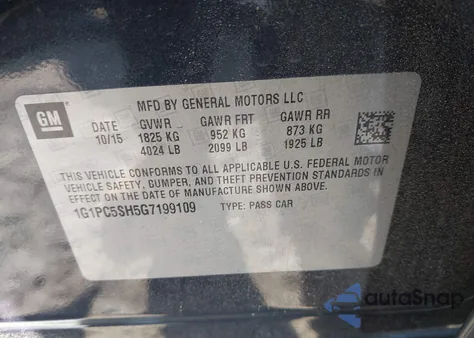 MFD BY GENERAL MOTORS LLC
GM
DATE GVWR GAWR FRT GAWR RR
10/15 1825 KG 952 KG 873 KG
4024 LB 2099 LB 1925 LB
THIS VEHICLE CONFORMS TO ALL APPLICABLE U.S. FEDERAL MOTOR
VEHICLE SAFETY, BUMPER, AND THEFT PREVENTION STANDARDS IN
EFFECT ON THE DATE OF MANUFACTURE SHOWN ABOVE.
1G1PC5SH5G7199109 TYPE: PASS CAR
autoSnap